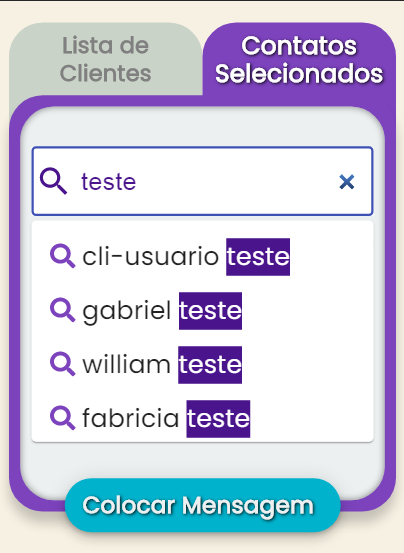 Lista de
Clientes
Contatos
Selecionados
teste
cli-usuario teste
gabriel teste
william teste
fabricia teste
Colocar Mensagem